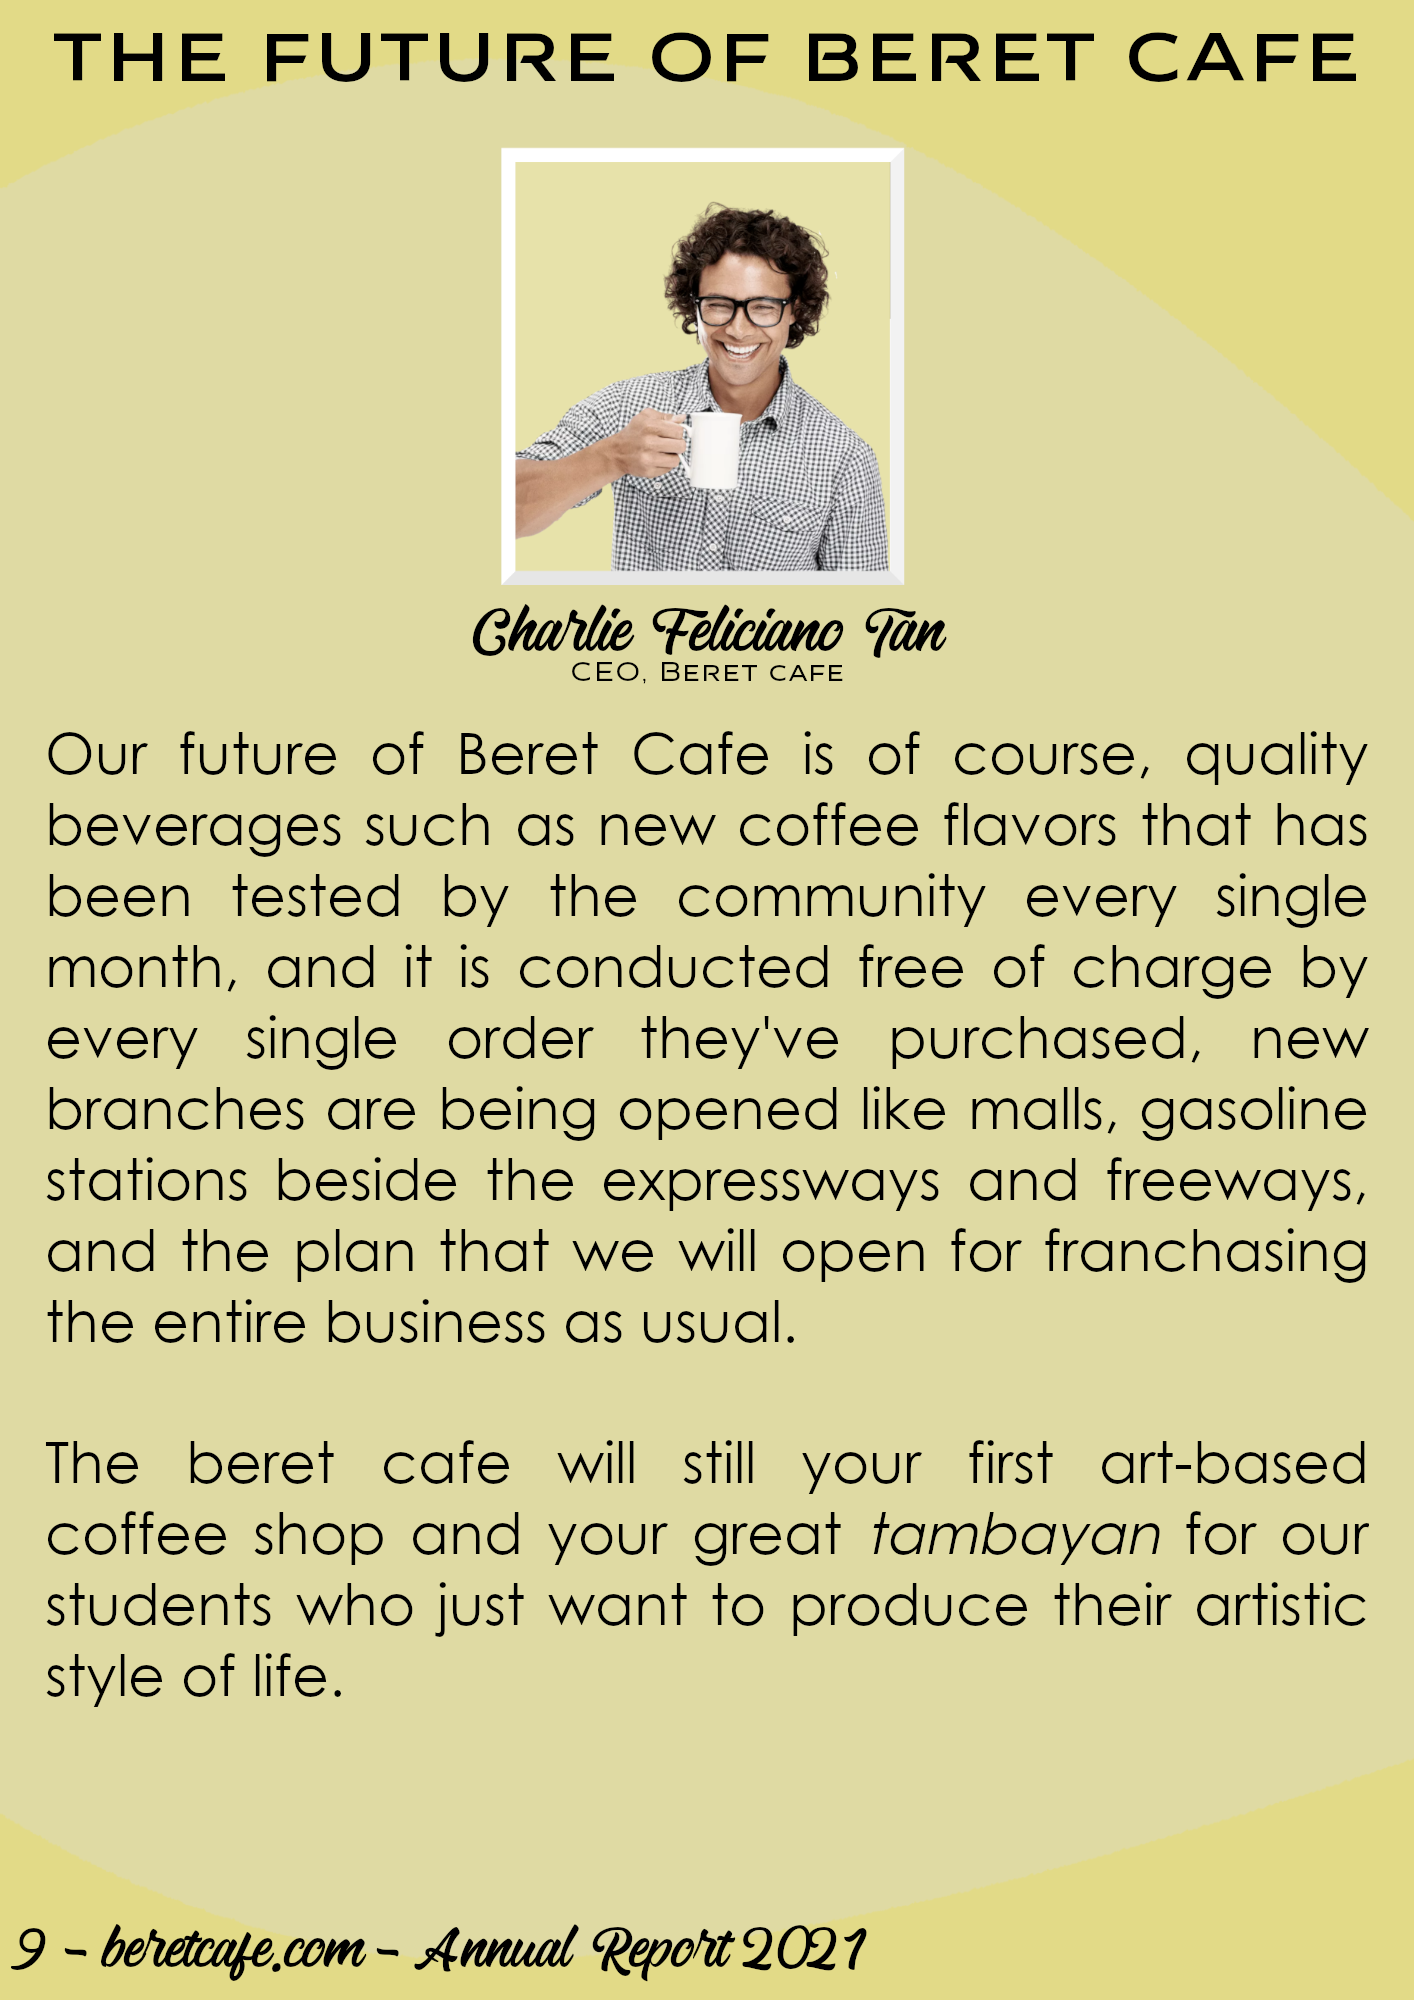 THE FUTURE OF BERET CAFE
Charlie Feliciano Tan
CEO, BERET CAFE
Our future of Beret Cafe is of course, quality
beverages such as new coffee flavors that has
been tested by the community every single
month, and it is conducted free of charge by
every single order they've purchased, new
branches are being opened like malls, gasoline
stations beside the expressways and freeways,
and the plan that we will open for franchasing
the entire business as usual.
The beret cafe will still your first art-based
coffee shop and your great tambayan for our
students who just want to produce their artistic
style of life.
9 - beretcafe.com - Annual Report 2021